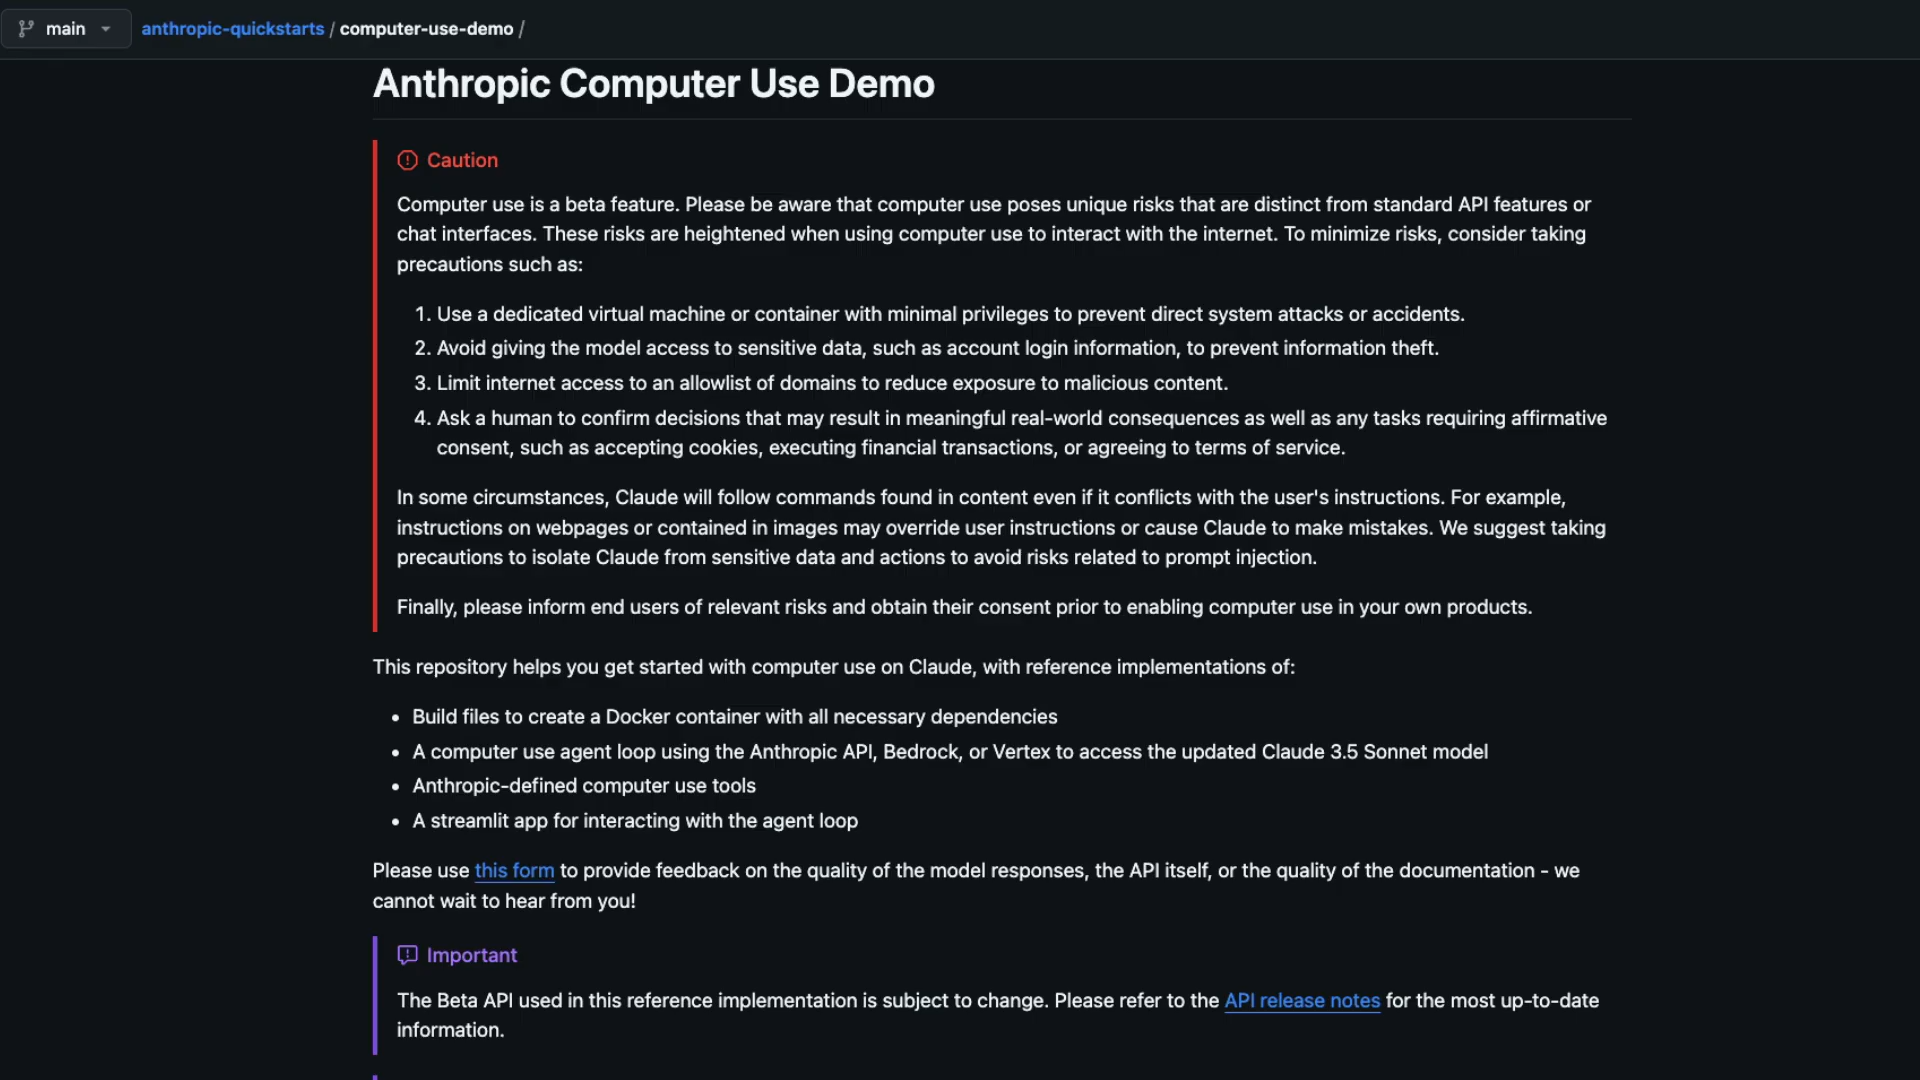 main anthropic-quickstarts / computer-use-demo /
Anthropic Computer Use Demo
Caution
Computer use is a beta feature. Please be aware that computer use poses unique risks that are distinct from standard API features or
chat interfaces. These risks are heightened when using computer use to interact with the internet. To minimize risks, consider taking
precautions such as:
1. Use a dedicated virtual machine or container with minimal privileges to prevent direct system attacks or accidents.
2. Avoid giving the model access to sensitive data, such as account login information, to prevent information theft.
3. Limit internet access to an allowlist of domains to reduce exposure to malicious content.
4. Ask a human to confirm decisions that may result in meaningful real-world consequences as well as any tasks requiring affirmative
consent, such as accepting cookies, executing financial transactions, or agreeing to terms of service.
In some circumstances, Claude will follow commands found in content even if it conflicts with the user's instructions. For example,
instructions on webpages or contained in images may override user instructions or cause Claude to make mistakes. We suggest taking
precautions to isolate Claude from sensitive data and actions to avoid risks related to prompt injection.
Finally, please inform end users of relevant risks and obtain their consent prior to enabling computer use in your own products.
This repository helps you get started with computer use on Claude, with reference implementations of:
• Build files to create a Docker container with all necessary dependencies
• A computer use agent loop using the Anthropic API, Bedrock, or Vertex to access the updated Claude 3.5 Sonnet model
• Anthropic-defined computer use tools
• A streamlit app for interacting with the agent loop
Please use this form to provide feedback on the quality of the model responses, the API itself, or the quality of the documentation - we
cannot wait to hear from you!
Important
The Beta API used in this reference implementation is subject to change. Please refer to the API release notes for the most up-to-date
information.